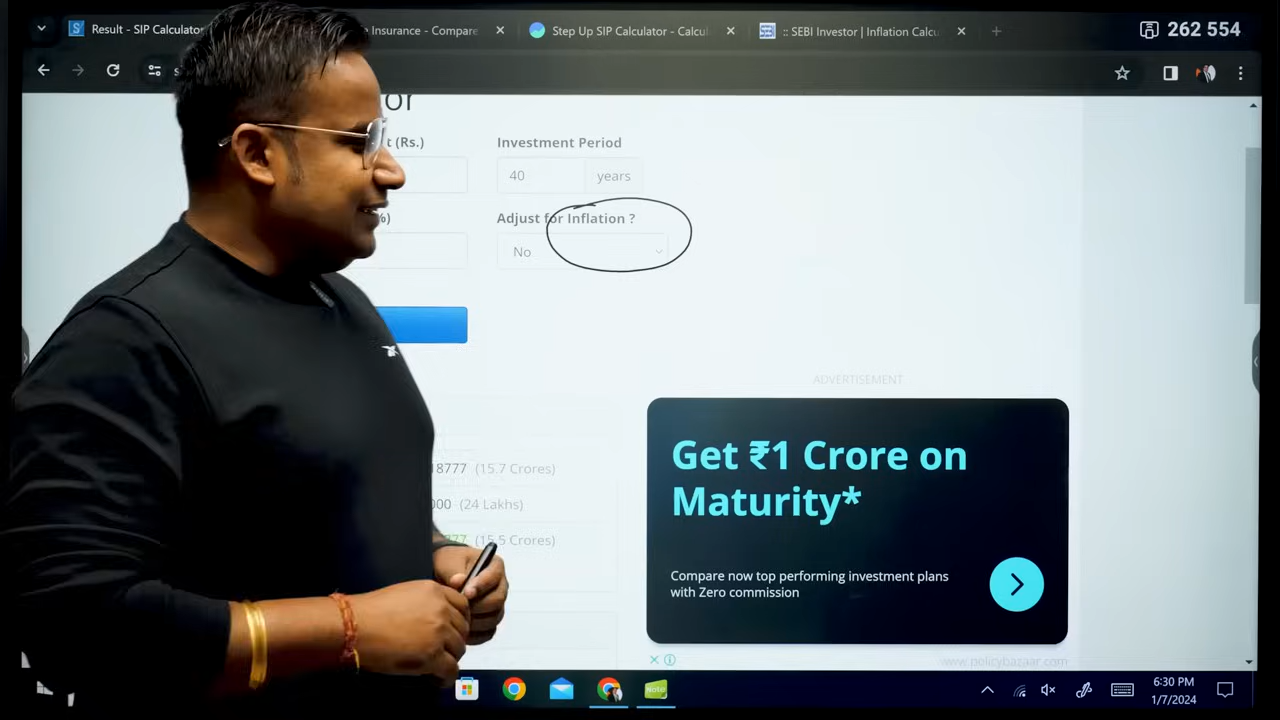 Result - SIP Calculator
Insurance - Compare
Step Up SIP Calculator - Calcul
:: SEBI Investor | Inflation Calcu
262 554
or
t (Rs.)
Investment Period
40
years
%)
Adjust for Inflation ?
No
ADVERTISEMENT
Get ₹1 Crore on
Maturity*
Compare now top performing investment plans
with Zero commission
18777 (15.7 Crores)
000 (24 Lakhs)
777 (15.5 Crores)
www.policybazaar.com
Note
6:30 PM
1/7/2024